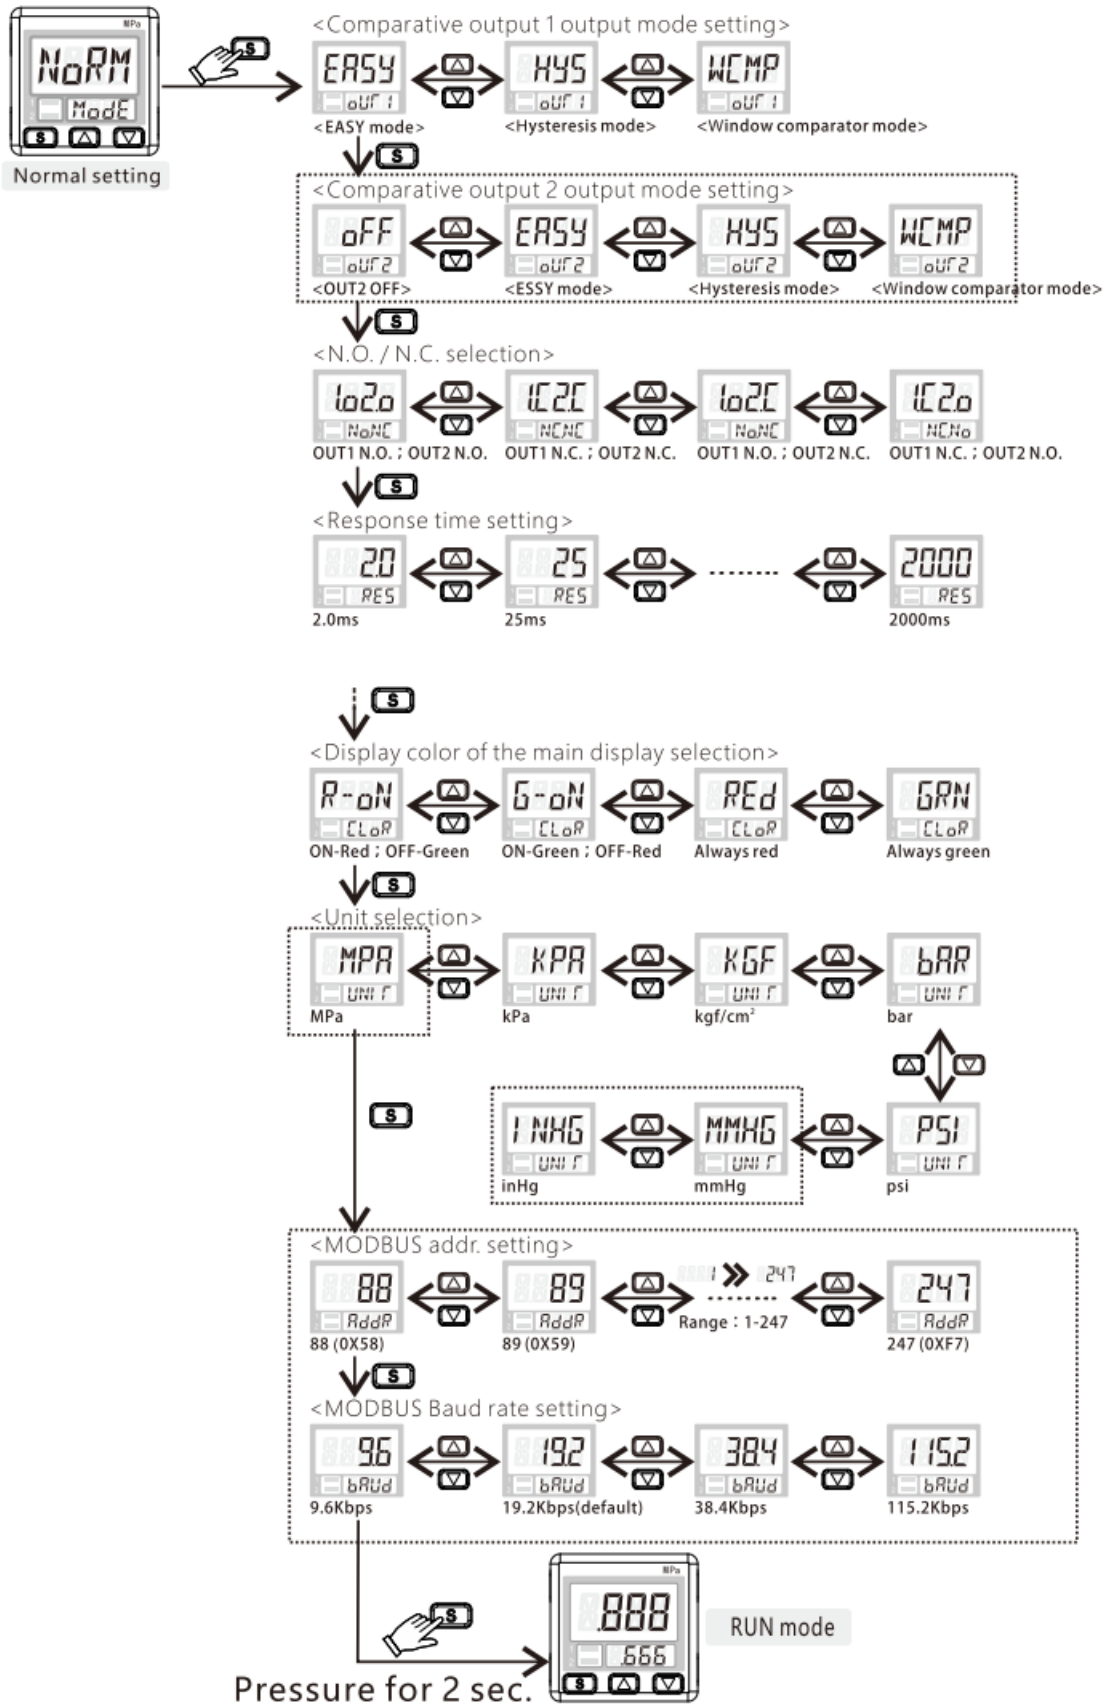 MPa
NoRM
ModE
S
Normal setting
S
<Comparative output 1 output mode setting>
EASY HYS WCMP
oUT1 oUT1 oUT1
<EASY mode> <Hysteresis mode> <Window comparator mode>
S
<Comparative output 2 output mode setting>
oFF EASY HYS WCMP
oUT2 oUT2 oUT2 oUT2
<OUT2 OFF> <ESSY mode> <Hysteresis mode> <Window comparator mode>
S
<N.O. / N.C. selection>
1.o2.o 1.C2.C 1.o2.C 1.C2.o
NoNC NCNC NoNC NCNo
OUT1 N.O. ; OUT2 N.O. OUT1 N.C. ; OUT2 N.C. OUT1 N.O. ; OUT2 N.C. OUT1 N.C. ; OUT2 N.O.
S
<Response time setting>
2.0 25 ........ 2000
RES RES RES
2.0ms 25ms 2000ms
S
<Display color of the main display selection>
R-oN G-oN REd GRN
CLoR CLoR CLoR CLoR
ON-Red ; OFF-Green ON-Green ; OFF-Red Always red Always green
S
<Unit selection>
MPA KPA KGF bAR
UNIT UNIT UNIT UNIT
MPa kPa kgf/cm² bar
S
INHG MMHG PSI
UNIT UNIT UNIT
inHg mmHg psi
<MODBUS addr. setting>
88 89 1 247 247
AddR AddR Range : 1-247 AddR
88 (0X58) 89 (0X59) 247 (0XF7)
S
<MODBUS Baud rate setting>
9.6 19.2 38.4 115.2
bAUd bAUd bAUd bAUd
9.6Kbps 19.2Kbps(default) 38.4Kbps 115.2Kbps
MPa
.888
.666
S
S
RUN mode
Pressure for 2 sec.